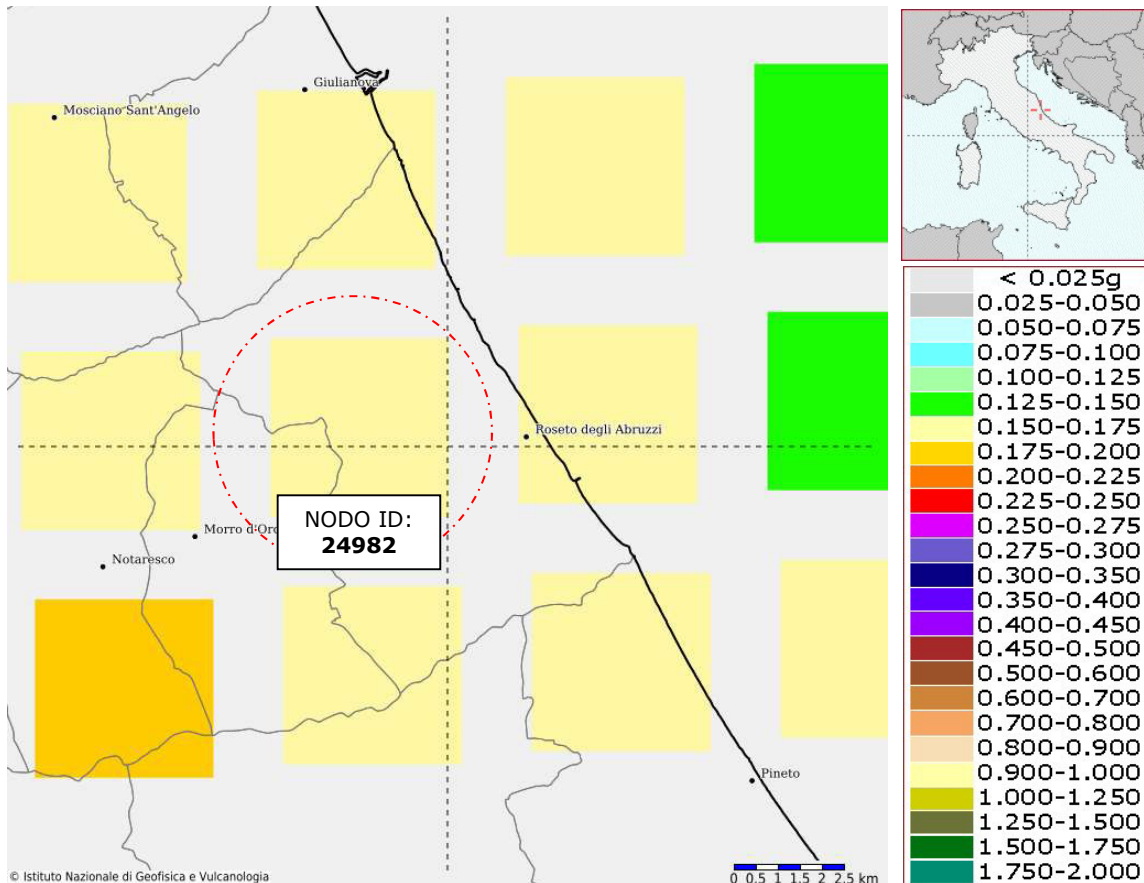 Giulianova
Mosciano Sant'Angelo
Roseto degli Abruzzi
NODO ID:
24982
Morro d'Oro
Notaresco
Pineto
© Istituto Nazionale di Geofisica e Vulcanologia
0 0.5 1 1.5 2 2.5 km
< 0.025g
0.025-0.050
0.050-0.075
0.075-0.100
0.100-0.125
0.125-0.150
0.150-0.175
0.175-0.200
0.200-0.225
0.225-0.250
0.250-0.275
0.275-0.300
0.300-0.350
0.350-0.400
0.400-0.450
0.450-0.500
0.500-0.600
0.600-0.700
0.700-0.800
0.800-0.900
0.900-1.000
1.000-1.250
1.250-1.500
1.500-1.750
1.750-2.000